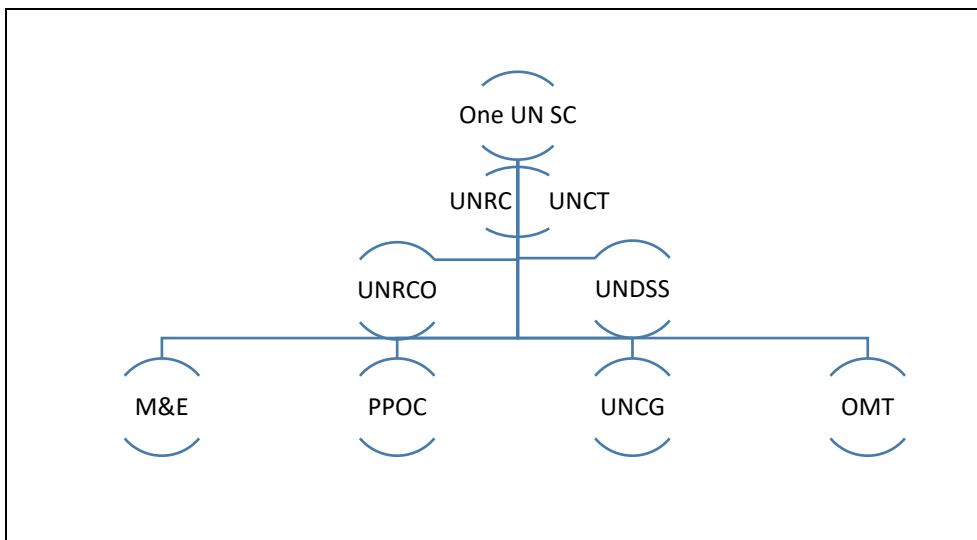 One UN SC
UNRC UNCT
UNRCO UNDSS
M&E PPOC UNCG OMT